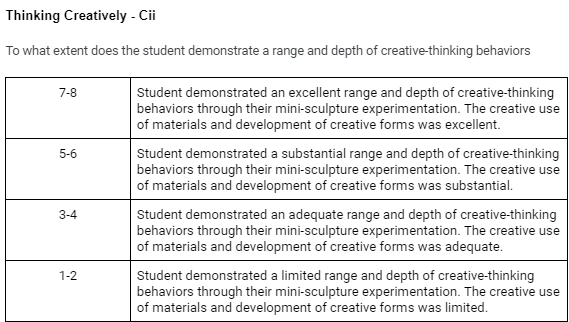 Thinking Creatively - Cii
To what extent does the student demonstrate a range and depth of creative-thinking behaviors
7-8
Student demonstrated an excellent range and depth of creative-thinking
behaviors through their mini-sculpture experimentation. The creative use
of materials and development of creative forms was excellent.
5-6
Student demonstrated a substantial range and depth of creative-thinking
behaviors through their mini-sculpture experimentation. The creative use
of materials and development of creative forms was substantial.
3-4
Student demonstrated an adequate range and depth of creative-thinking
behaviors through their mini-sculpture experimentation. The creative use
of materials and development of creative forms was adequate.
1-2
Student demonstrated a limited range and depth of creative-thinking
behaviors through their mini-sculpture experimentation. The creative use
of materials and development of creative forms was limited.